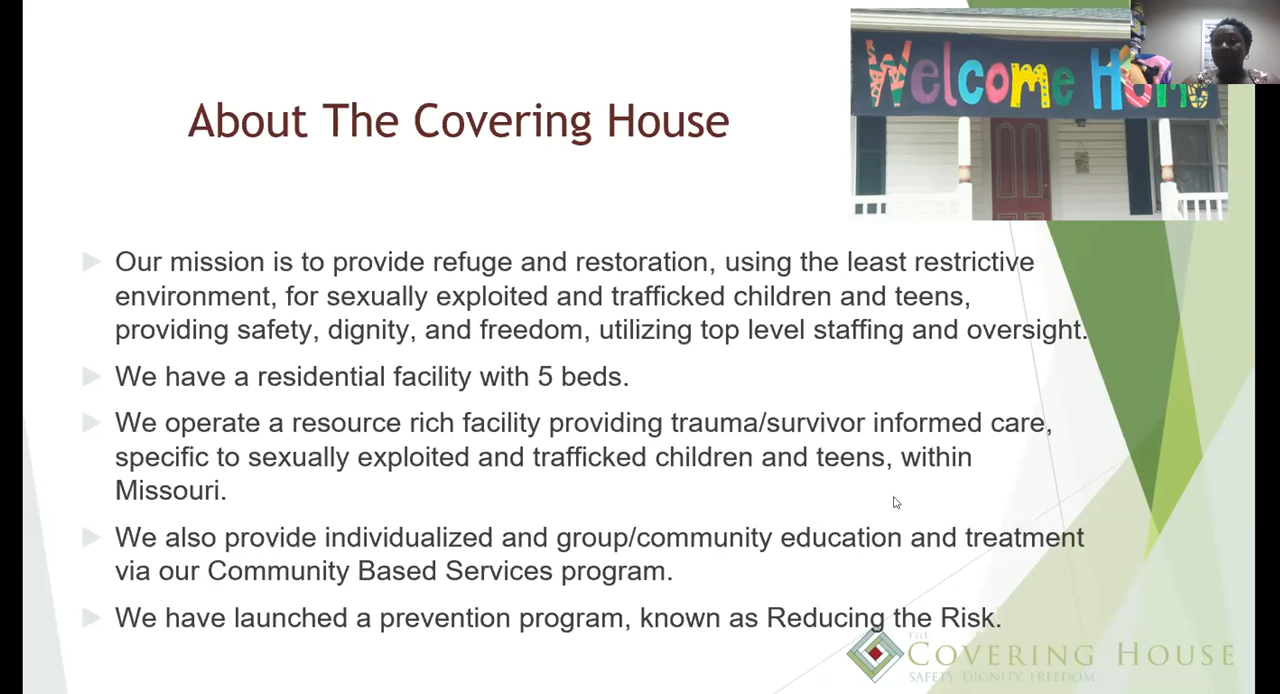 Welcome Home
About The Covering House
Our mission is to provide refuge and restoration, using the least restrictive
environment, for sexually exploited and trafficked children and teens,
providing safety, dignity, and freedom, utilizing top level staffing and oversight.
We have a residential facility with 5 beds.
We operate a resource rich facility providing trauma/survivor informed care,
specific to sexually exploited and trafficked children and teens, within
Missouri.
We also provide individualized and group/community education and treatment
via our Community Based Services program.
We have launched a prevention program, known as Reducing the Risk.
THE
COVERING HOUSE
SAFETY. DIGNITY. FREEDOM.